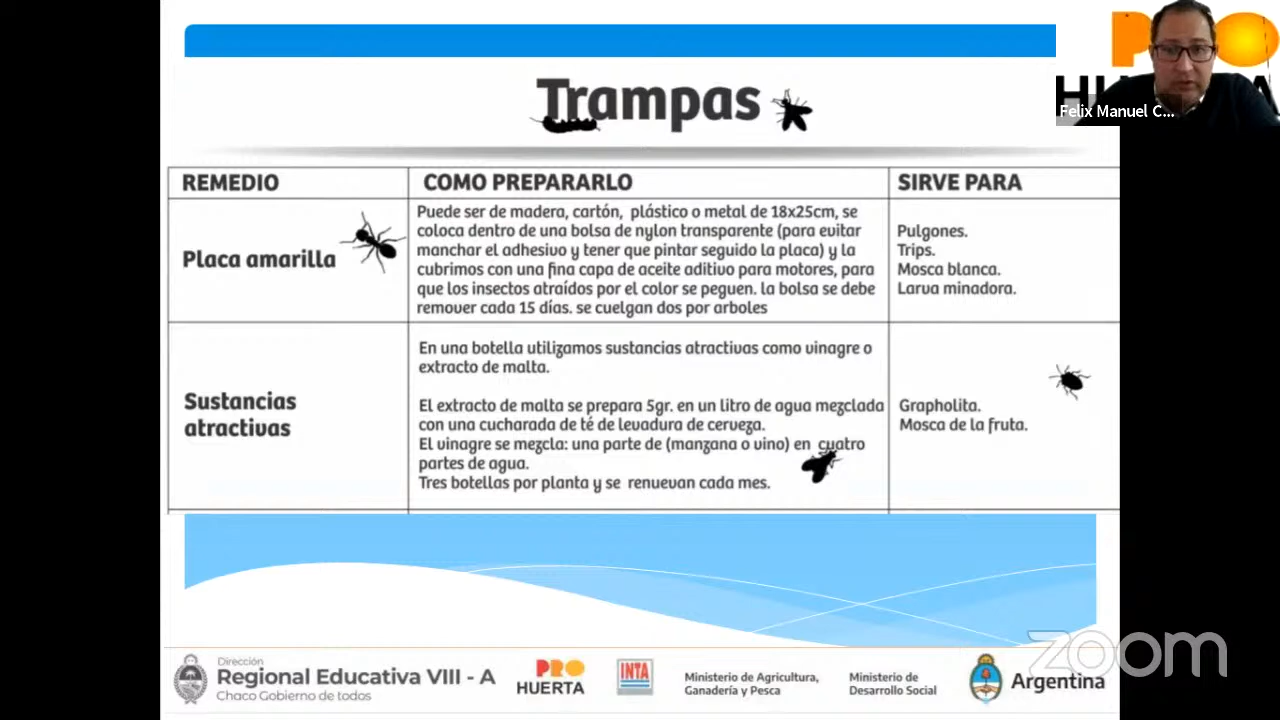 Trampas
PRO
HUERTA
Felix Manuel C...
REMEDIO
COMO PREPARARLO
SIRVE PARA
Placa amarilla
Puede ser de madera, cartón, plástico o metal de 18x25cm, se
coloca dentro de una bolsa de nylon transparente (para evitar
manchar el adhesivo y tener que pintar seguido la placa) y la
cubrimos con una fina capa de aceite aditivo para motores, para
que los insectos atraídos por el color se peguen. la bolsa se debe
remover cada 15 días. se cuelgan dos por arboles
Pulgones.
Trips.
Mosca blanca.
Larva minadora.
Sustancias
atractivas
En una botella utilizamos sustancias atractivas como vinagre o
extracto de malta.
El extracto de malta se prepara 5gr. en un litro de agua mezclada
con una cucharada de té de levadura de cerveza.
El vinagre se mezcla: una parte de (manzana o vino) en cuatro
partes de agua.
Tres botellas por planta y se renuevan cada mes.
Grapholita.
Mosca de la fruta.
zoom
Dirección
Regional Educativa VIII - A
Chaco Gobierno de todos
PRO
HUERTA
INTA
Ministerio de Agricultura,
Ganadería y Pesca
Ministerio de
Desarrollo Social
Argentina